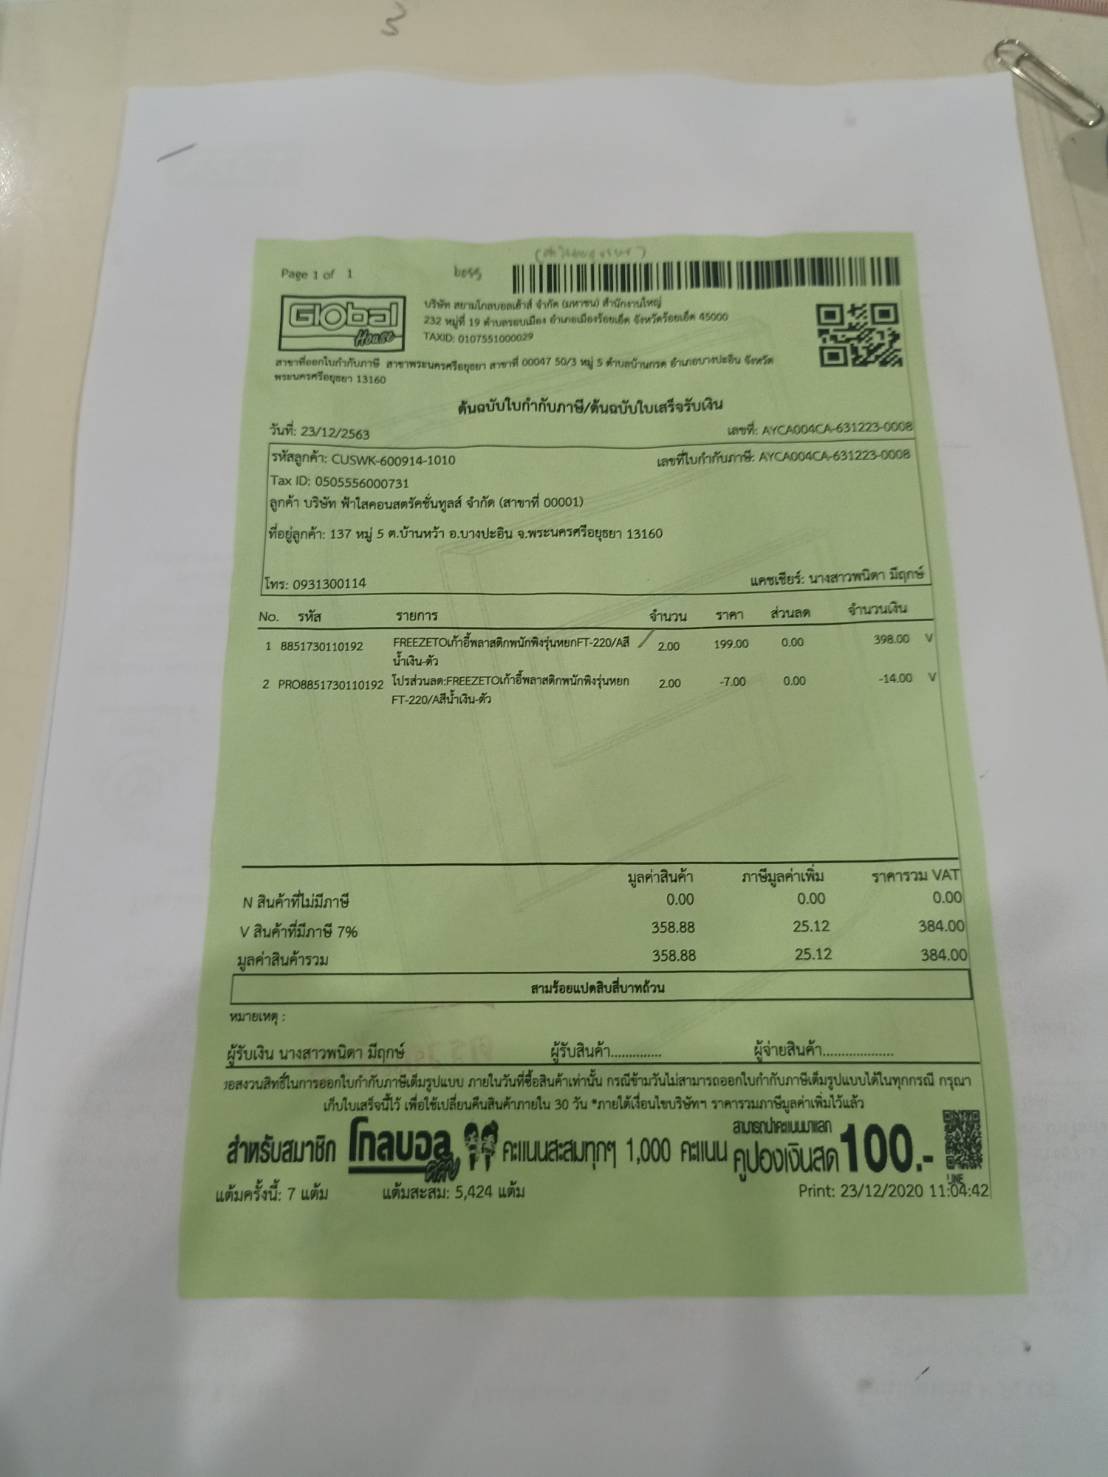 3
Page 1 of 1
boss
Global House
บริษัท สยามโกลบอลเฮ้าส์ จำกัด (มหาชน) สำนักงานใหญ่
232 หมู่ที่ 19 ตำบลรอบเมือง อำเภอเมืองร้อยเอ็ด จังหวัดร้อยเอ็ด 45000
TAXID: 0107551000029
สาขาที่ออกใบกำกับภาษี สาขาพระนครศรีอยุธยา สาขาที่ 00047 50/3 หมู่ 5 ตำบลบ้านกรด อำเภอบางปะอิน จังหวัด
พระนครศรีอยุธยา 13160
ต้นฉบับใบกำกับภาษี/ต้นฉบับใบเสร็จรับเงิน
วันที่: 23/12/2563 เลขที่: AYCA004CA-631223-0008
รหัสลูกค้า: CUSWK-600914-1010 เลขที่ใบกำกับภาษี: AYCA004CA-631223-0008
Tax ID: 0505556000731
ลูกค้า บริษัท ฟ้าใสคอนสตรัคชั่นทูลส์ จำกัด (สาขาที่ 00001)
ที่อยู่ลูกค้า: 137 หมู่ 5 ต.บ้านหว้า อ.บางปะอิน จ.พระนครศรีอยุธยา 13160
โทร: 0931300114 แคชเชียร์: นางสาวพนิดา มีฤกษ์
No. รหัส รายการ จำนวน ราคา ส่วนลด จำนวนเงิน
1 8851730110192 FREEZETOเก้าอี้พลาสติกพนักพิงรุ่นหยกFT-220/Aสี 2.00 199.00 0.00 398.00 V
น้ำเงิน-ตัว
2 PRO8851730110192 โปรส่วนลด:FREEZETOเก้าอี้พลาสติกพนักพิงรุ่นหยก 2.00 -7.00 0.00 -14.00 V
FT-220/Aสีน้ำเงิน-ตัว
มูลค่าสินค้า ภาษีมูลค่าเพิ่ม ราคารวม VAT
N สินค้าที่ไม่มีภาษี 0.00 0.00 0.00
V สินค้าที่มีภาษี 7% 358.88 25.12 384.00
มูลค่าสินค้ารวม 358.88 25.12 384.00
สามร้อยแปดสิบสี่บาทถ้วน
หมายเหตุ :
ผู้รับเงิน นางสาวพนิดา มีฤกษ์ ผู้รับสินค้า............. ผู้จ่ายสินค้า..................
ขอสงวนสิทธิ์ในการออกใบกำกับภาษีเต็มรูปแบบ ภายในวันที่ซื้อสินค้าเท่านั้น กรณีข้ามวันไม่สามารถออกใบกำกับภาษีเต็มรูปแบบได้ในทุกกรณี กรุณา
เก็บใบเสร็จนี้ไว้ เพื่อใช้เปลี่ยนคืนสินค้าภายใน 30 วัน *ภายใต้เงื่อนไขบริษัทฯ ราคารวมภาษีมูลค่าเพิ่มไว้แล้ว
สำหรับสมาชิก โกลบอล คลับ คะแนนสะสมทุกๆ 1,000 คะแนน สามารถนำคะแนนมาแลก คูปองเงินสด 100.-
LINE
แต้มครั้งนี้: 7 แต้ม แต้มสะสม: 5,424 แต้ม Print: 23/12/2020 11:04:42